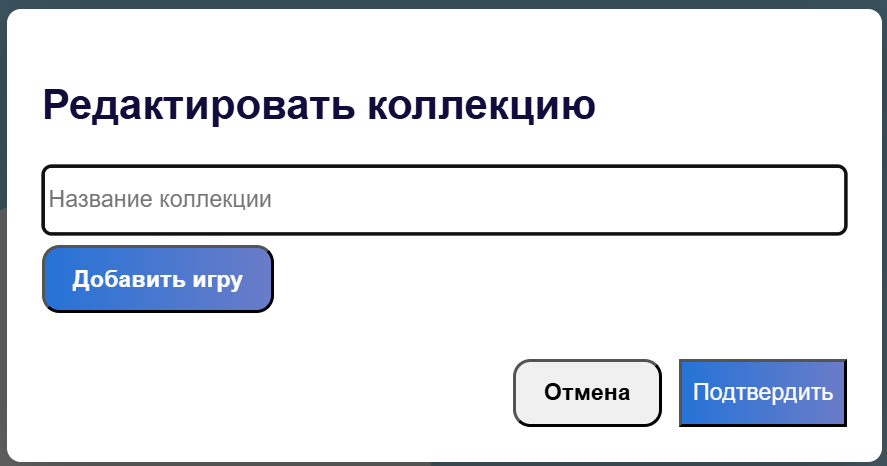 Редактировать коллекцию
Название коллекции
Добавить игру
Отмена
Подтвердить